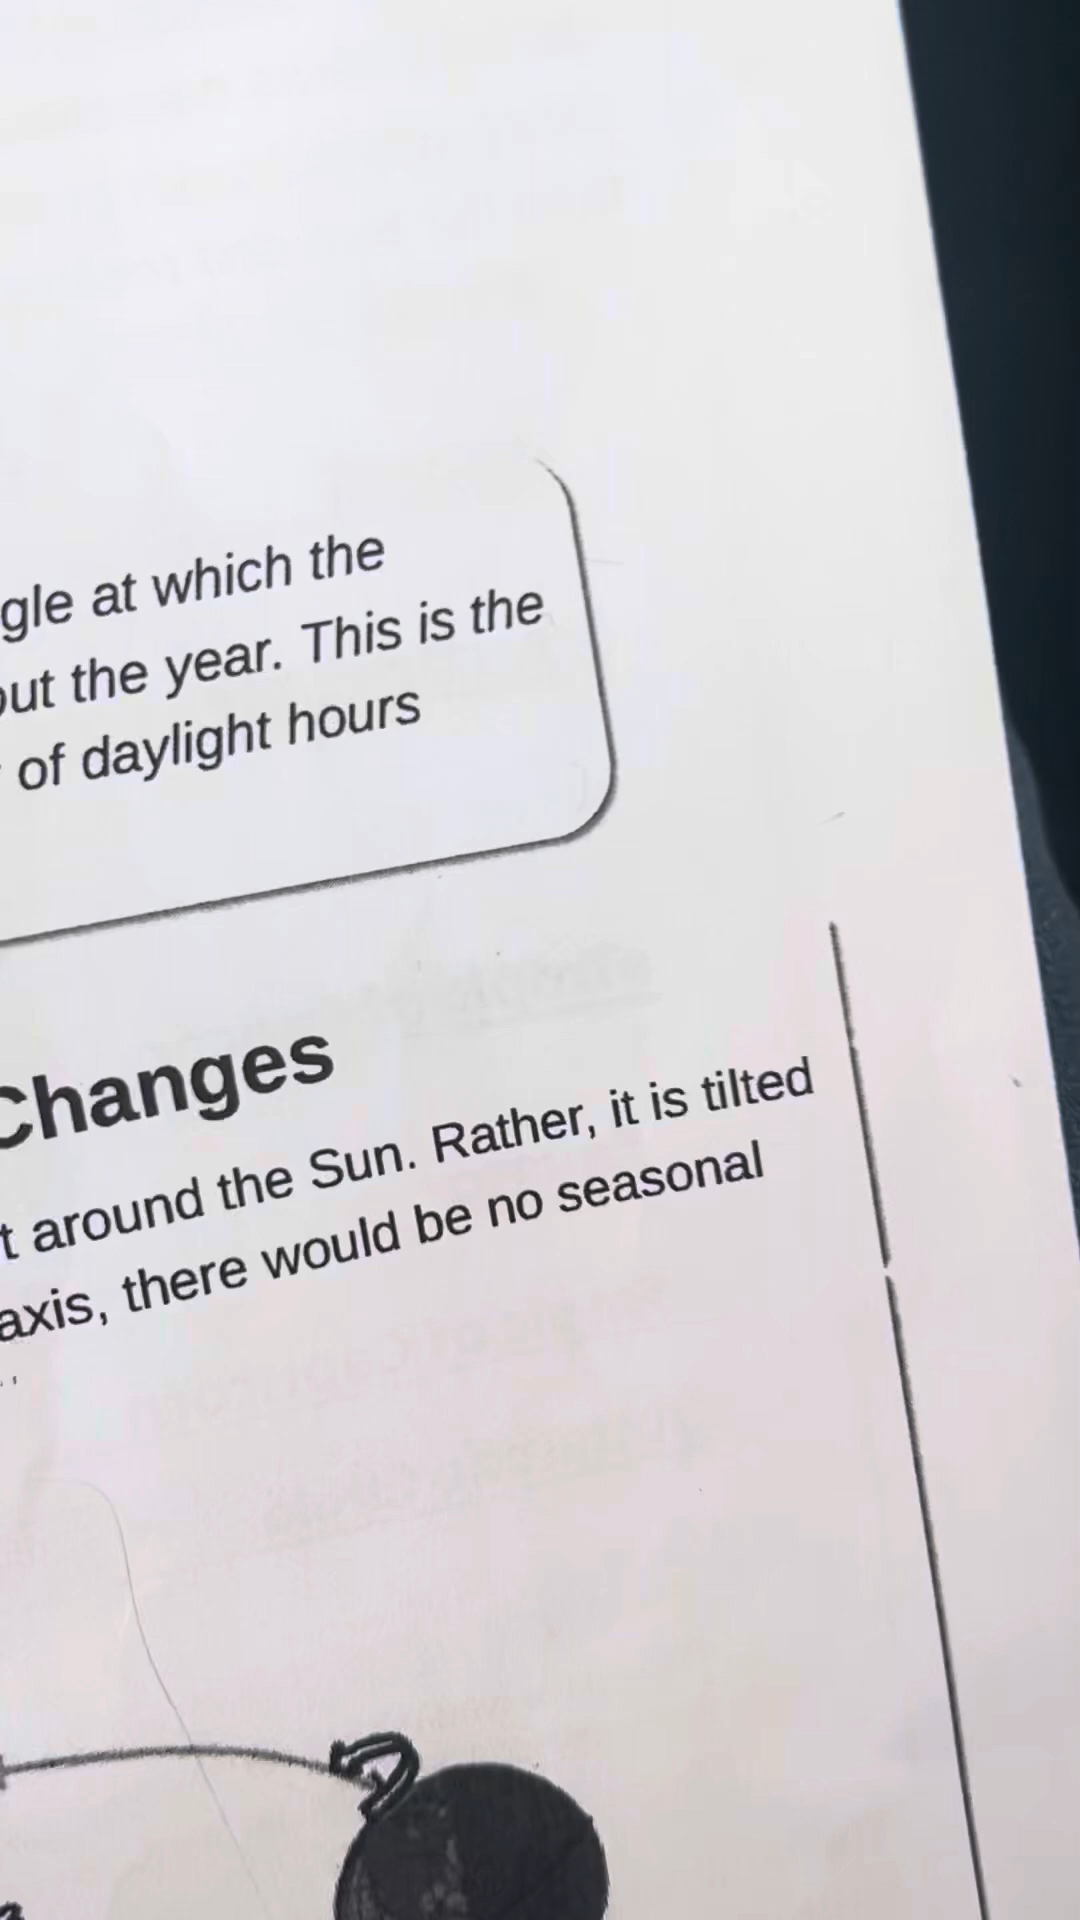 gle at which the
out the year. This is the
of daylight hours
Changes
t around the Sun. Rather, it is tilted
axis, there would be no seasonal